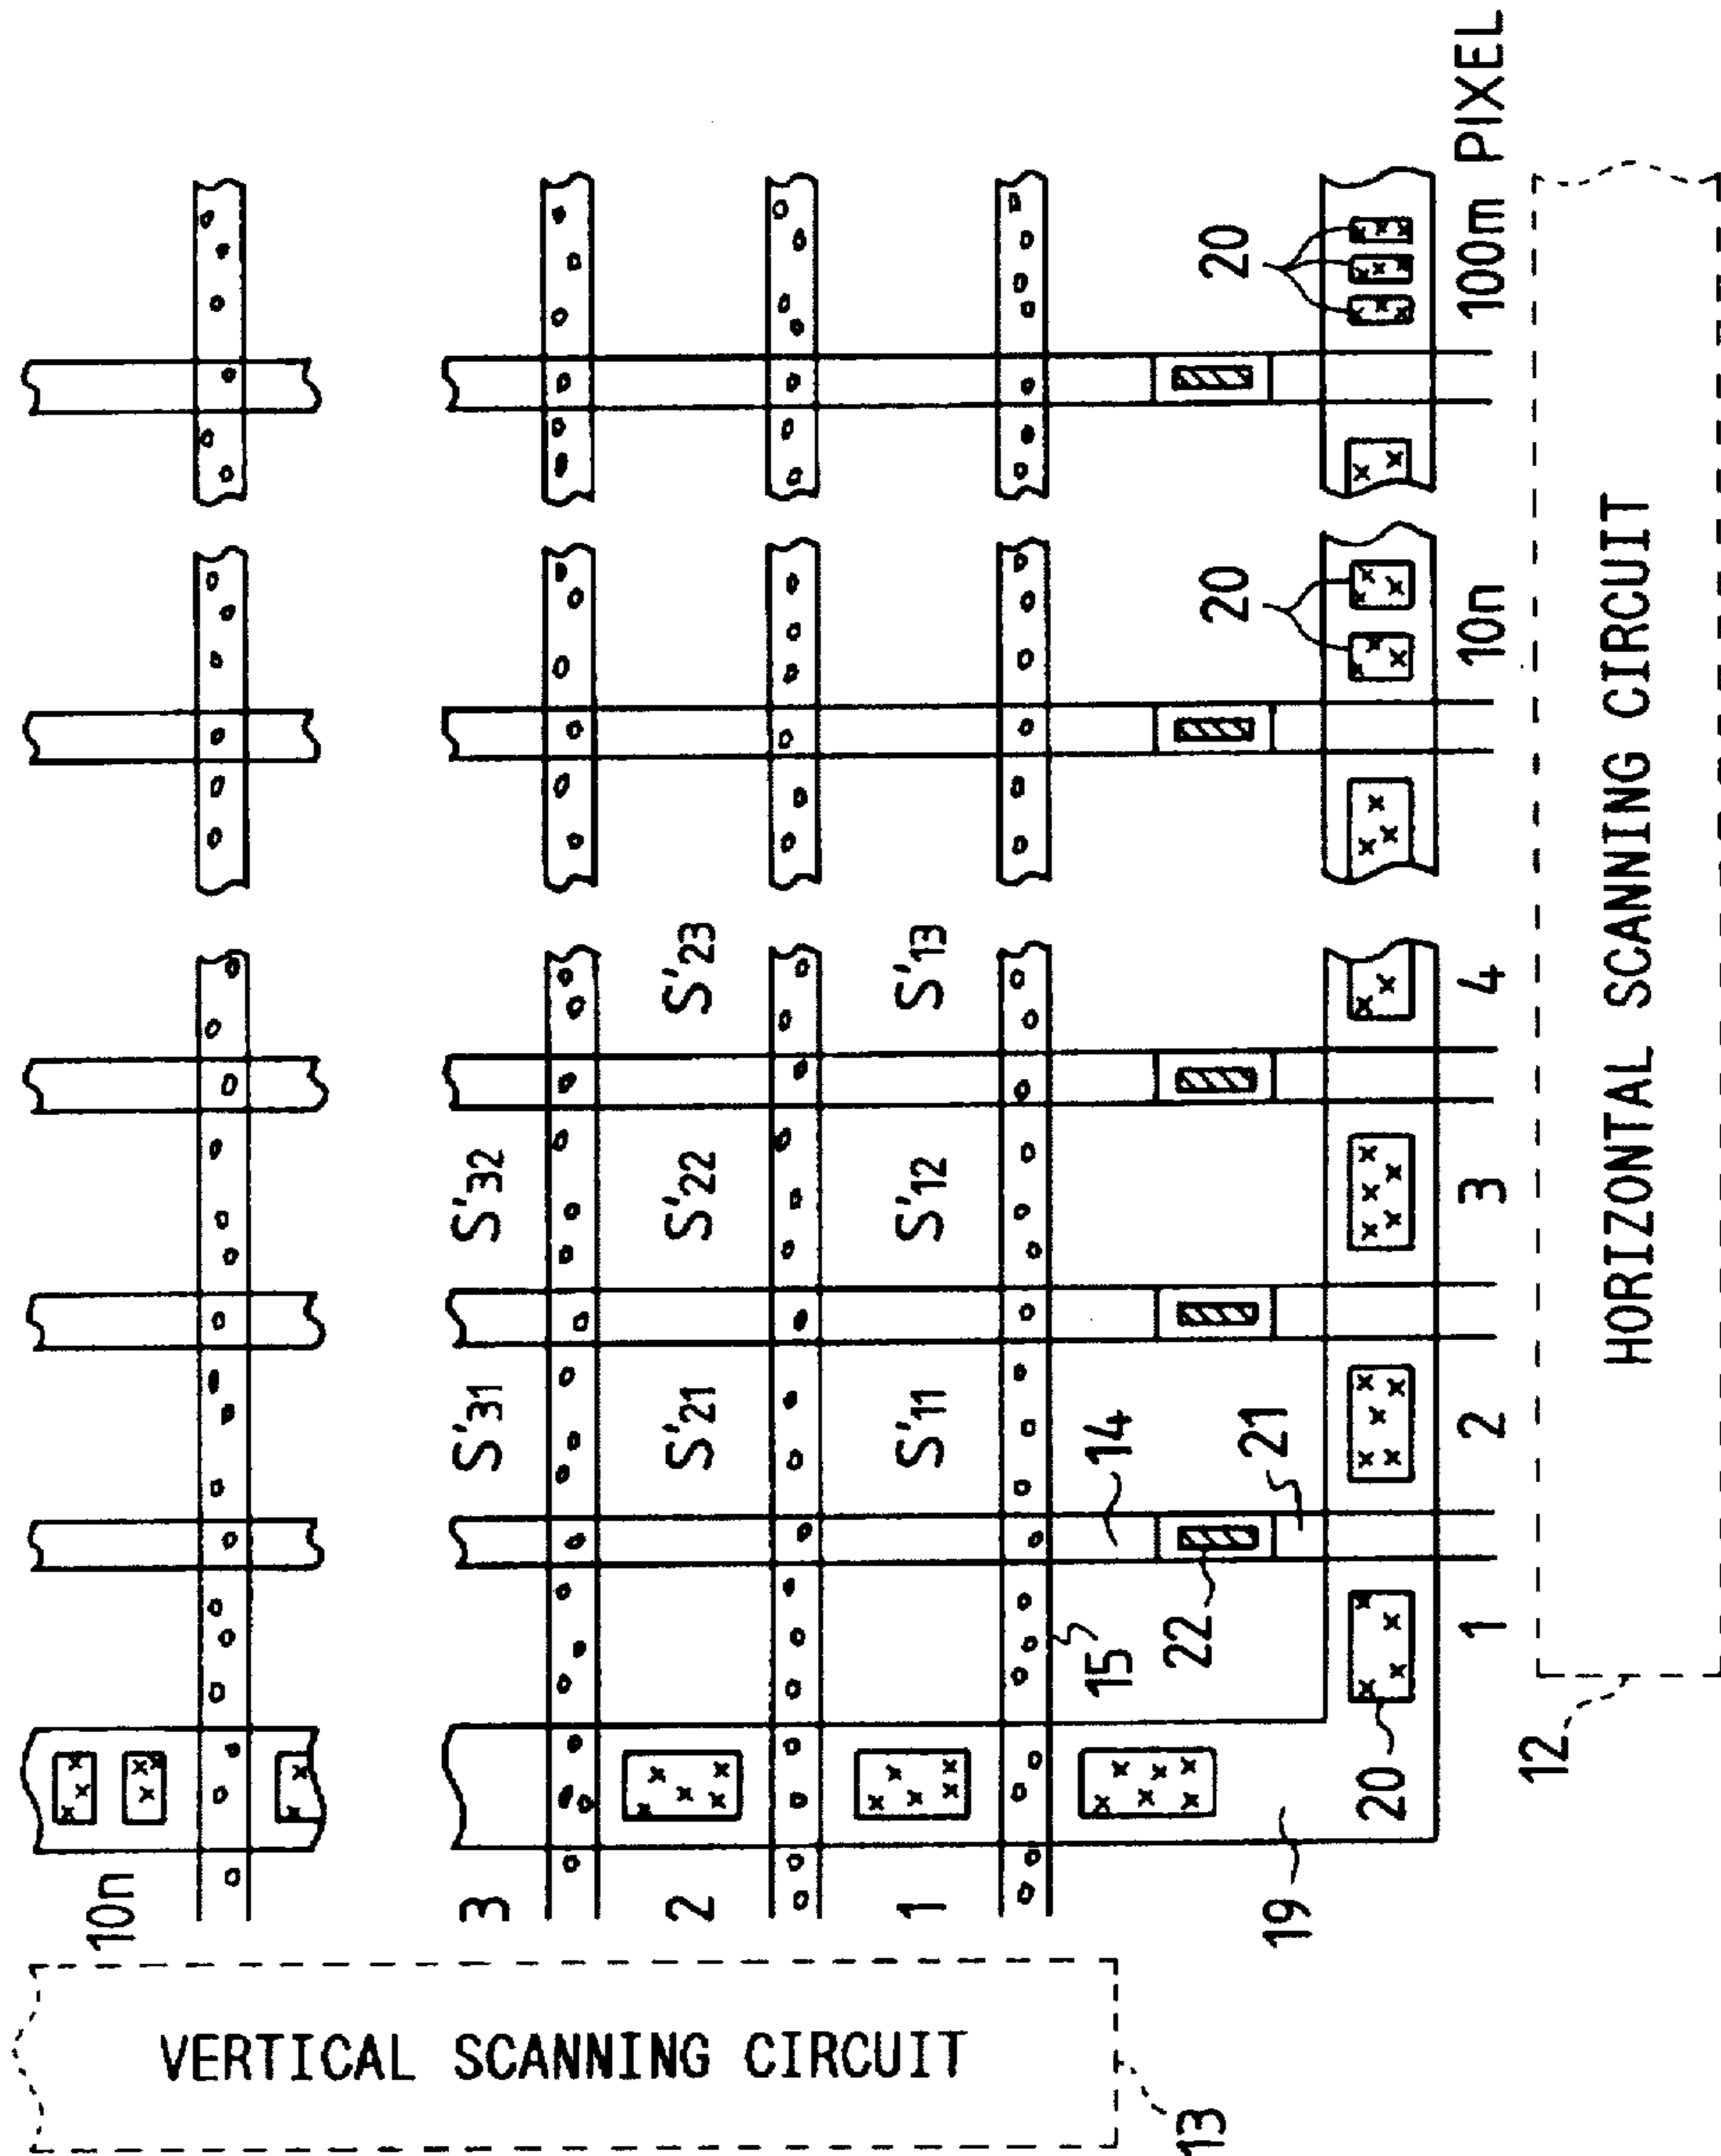 10n
VERTICAL SCANNING CIRCUIT
3 S'31 S'32
2 S'21 S'22 S'23
1 S'11 S'12 S'13
15 14
13 22 20 20
19 21
20
1 2 3 4 10n 100m PIXEL
12
HORIZONTAL SCANNING CIRCUIT